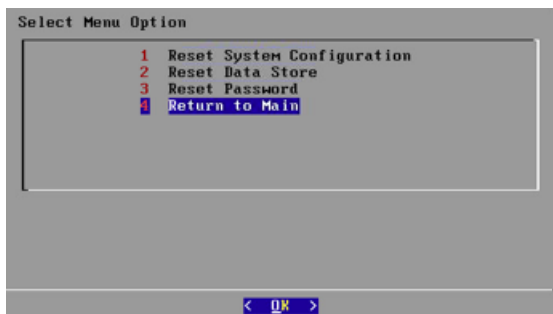 Select Menu Option
1 Reset System Configuration
2 Reset Data Store
3 Reset Password
4 Return to Main
< OK >